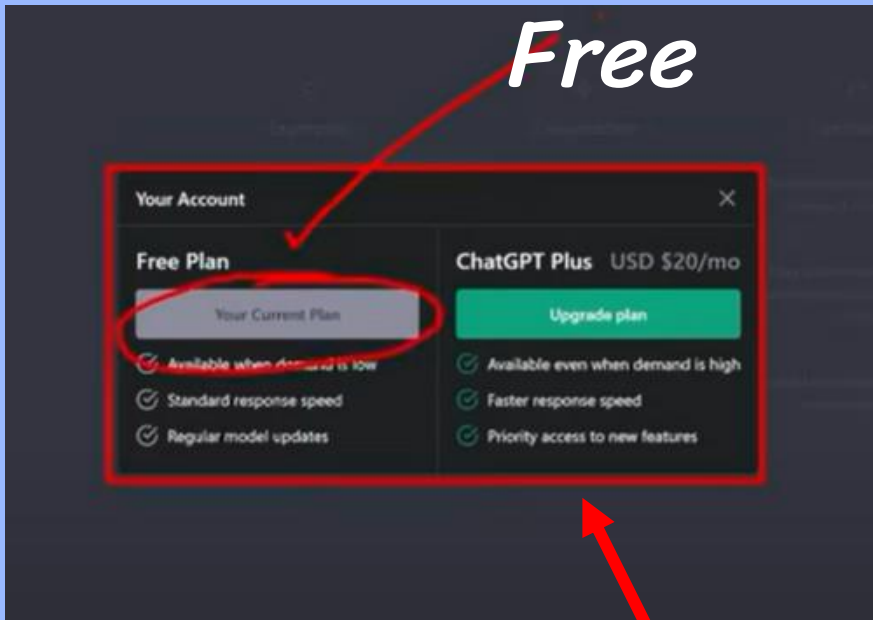 Free
Your Account
Free Plan
Your Current Plan
Available when demand is low
Standard response speed
Regular model updates
ChatGPT Plus USD $20/mo
Upgrade plan
Available even when demand is high
Faster response speed
Priority access to new features